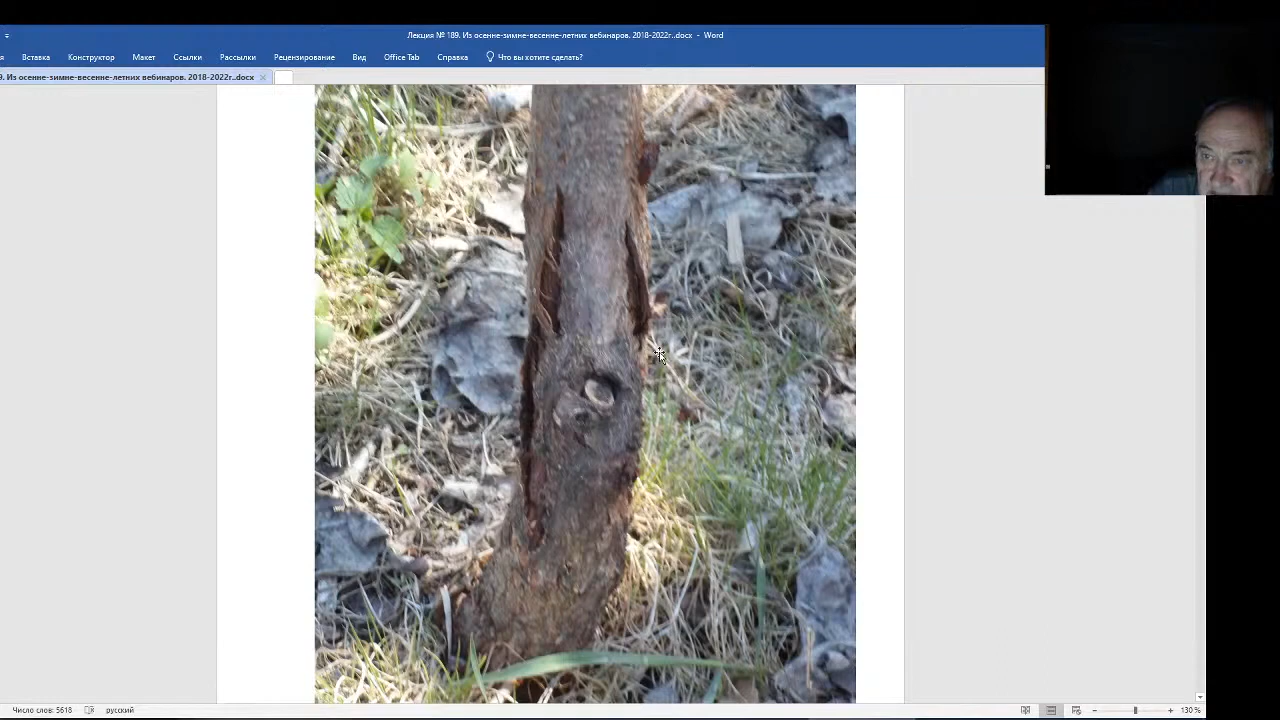 Лекция № 189. Из осенне-зимне-весенне-летних вебинаров. 2018-2022г..docx - Word
Вставка Конструктор Макет Ссылки Рассылки Рецензирование Вид Office Tab Справка Что вы хотите сделать?
9. Из осенне-зимне-весенне-летних вебинаров. 2018-2022г..docx
Число слов: 5618 русский 130 %